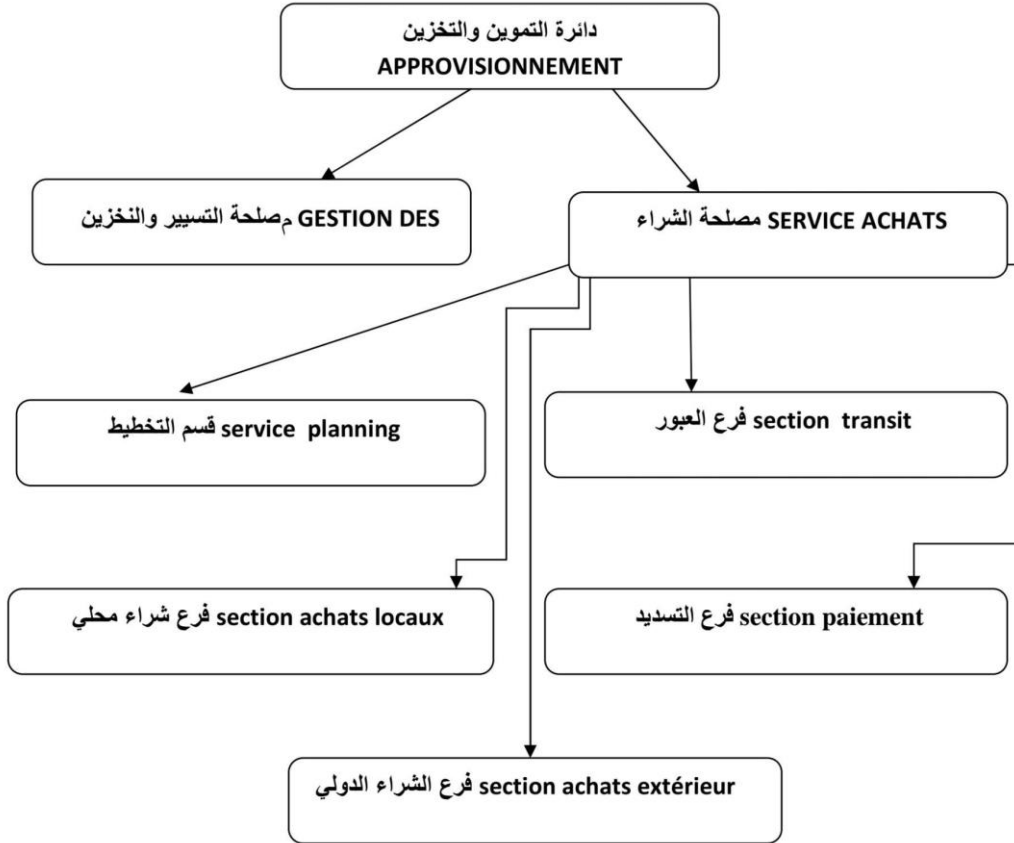 دائرة التموين والتخزين
APPROVISIONNEMENT
مصلحة التسيير والنخزين GESTION DES
مصلحة الشراء SERVICE ACHATS
قسم التخطيط service planning
فرع العبور section transit
فرع شراء محلي section achats locaux
فرع التسديد section paiement
فرع الشراء الدولي section achats extérieur